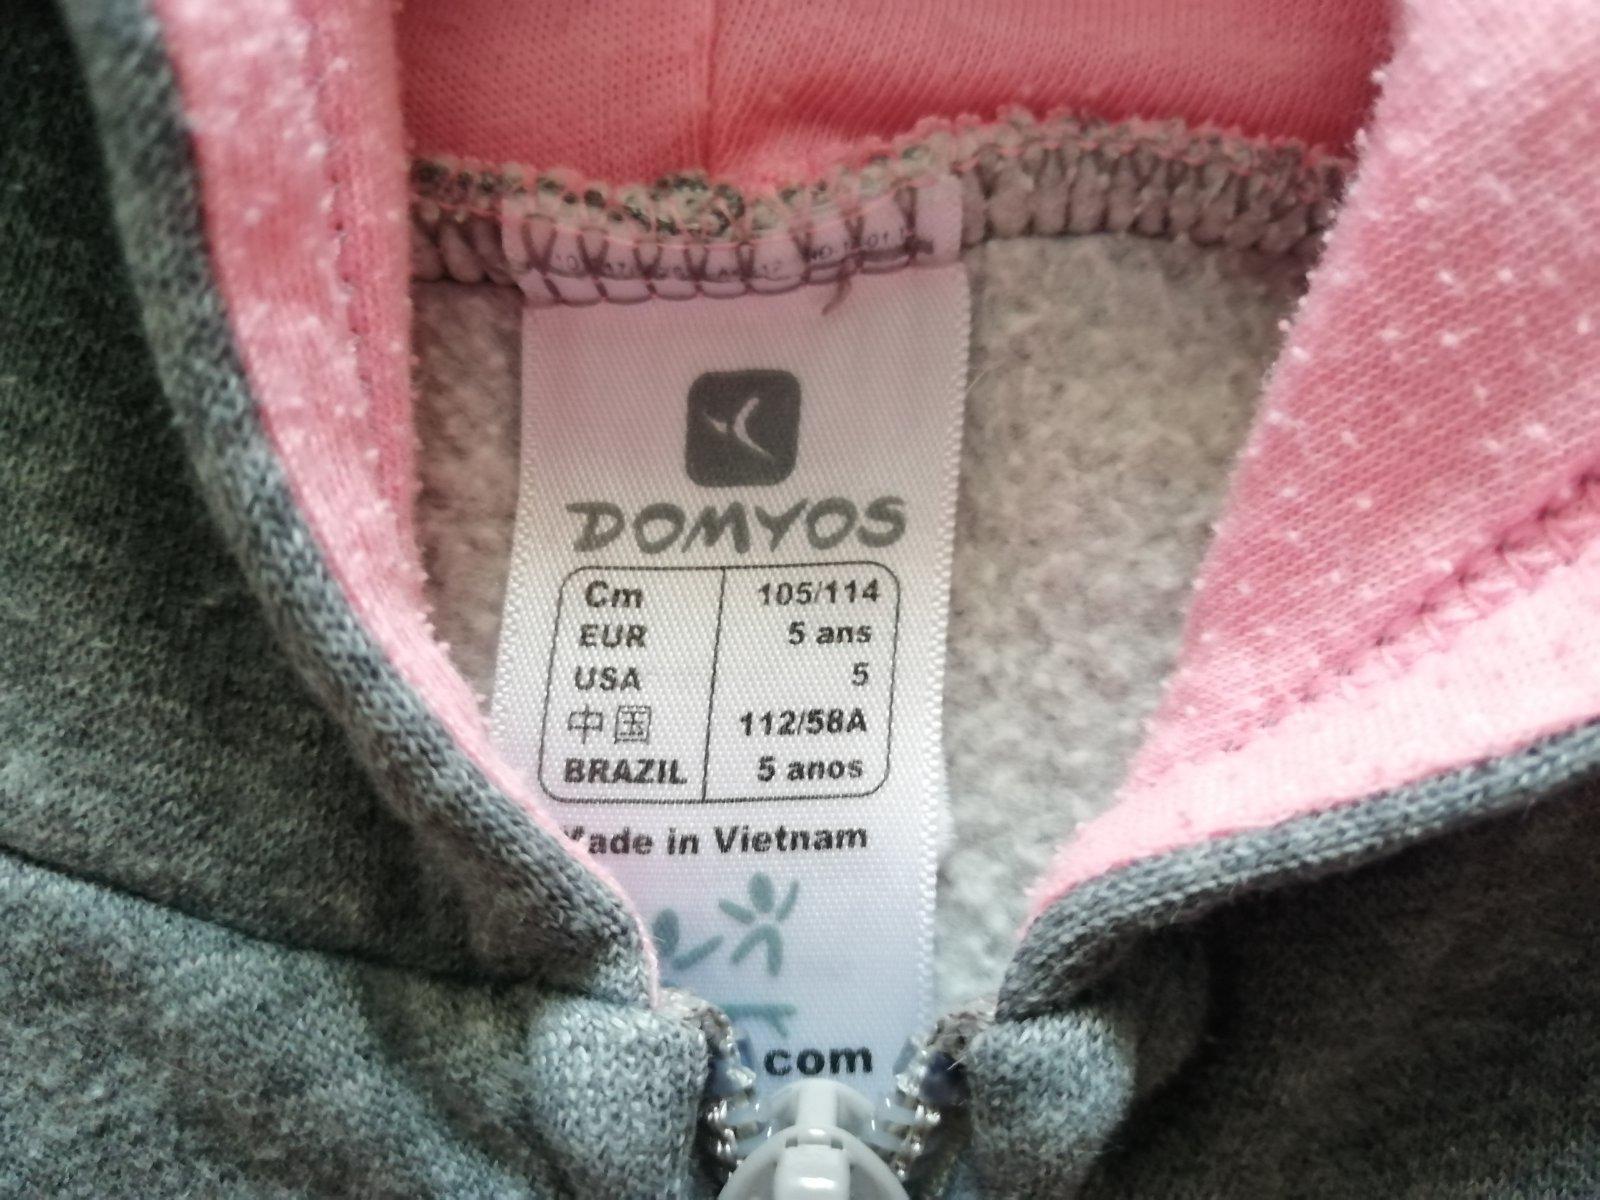 DOMYOS
Cm 105/114
EUR 5 ans
USA 5
中国 112/58A
BRAZIL 5 anos
Made in Vietnam
com